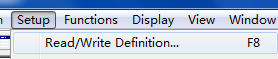 Setup Functions Display View Window
Read/Write Definition... F8